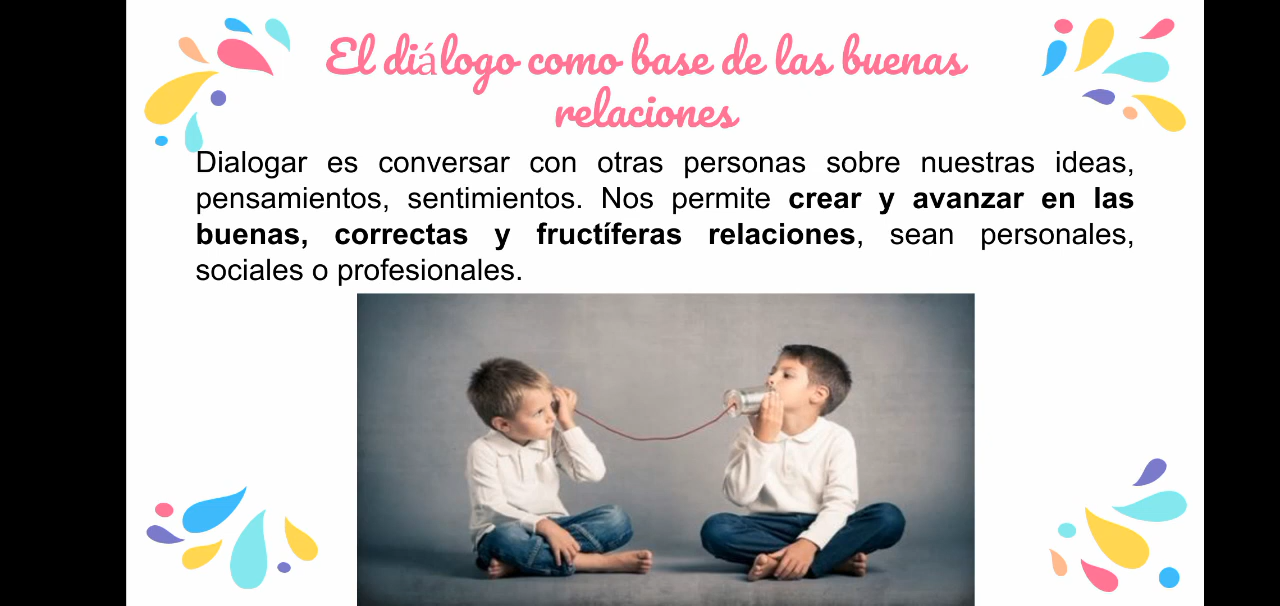 El diálogo como base de las buenas
relaciones
Dialogar es conversar con otras personas sobre nuestras ideas,
pensamientos, sentimientos. Nos permite crear y avanzar en las
buenas, correctas y fructíferas relaciones, sean personales,
sociales o profesionales.